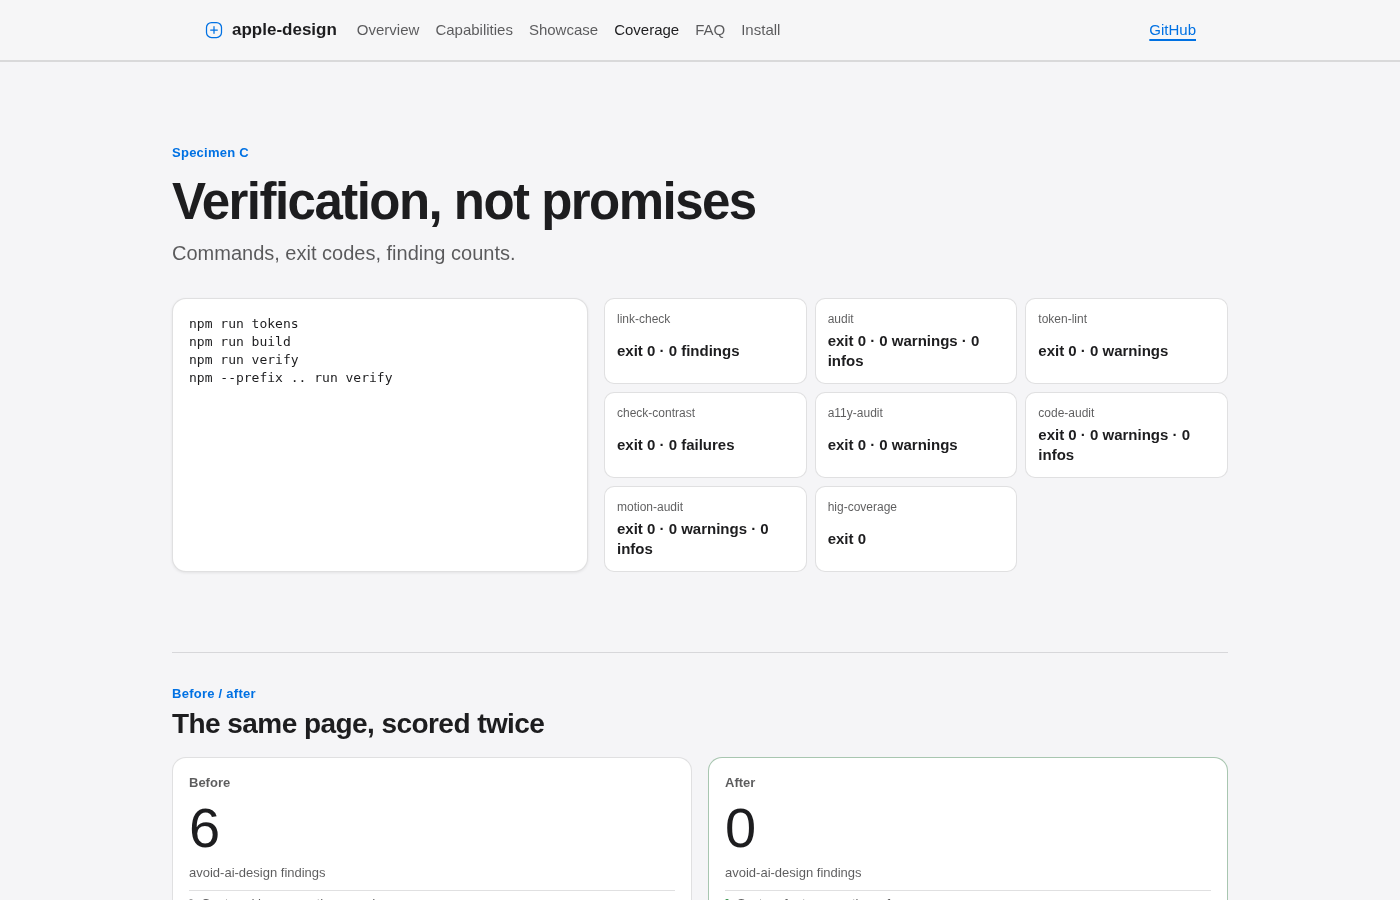 apple-design Overview Capabilities Showcase Coverage FAQ Install GitHub
Specimen C
Verification, not promises
Commands, exit codes, finding counts.
npm run tokens
npm run build
npm run verify
npm --prefix .. run verify
link-check
exit 0 · 0 findings
audit
exit 0 · 0 warnings · 0
infos
token-lint
exit 0 · 0 warnings
check-contrast
exit 0 · 0 failures
a11y-audit
exit 0 · 0 warnings
code-audit
exit 0 · 0 warnings · 0
infos
motion-audit
exit 0 · 0 warnings · 0
infos
hig-coverage
exit 0
Before / after
The same page, scored twice
Before
6
avoid-ai-design findings
After
0
avoid-ai-design findings